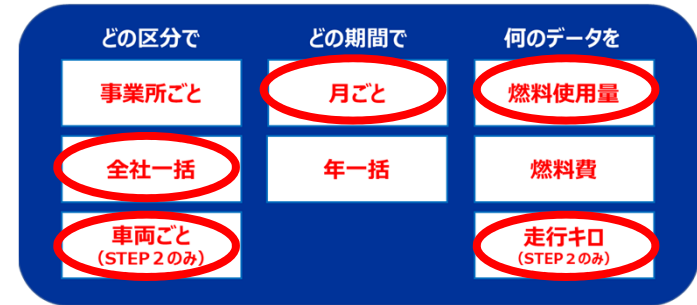 どの区分で
どの期間で
何のデータを
事業所ごと
月ごと
燃料使用量
全社一括
年一括
燃料費
車両ごと
(STEP2のみ)
走行キロ
(STEP2のみ)